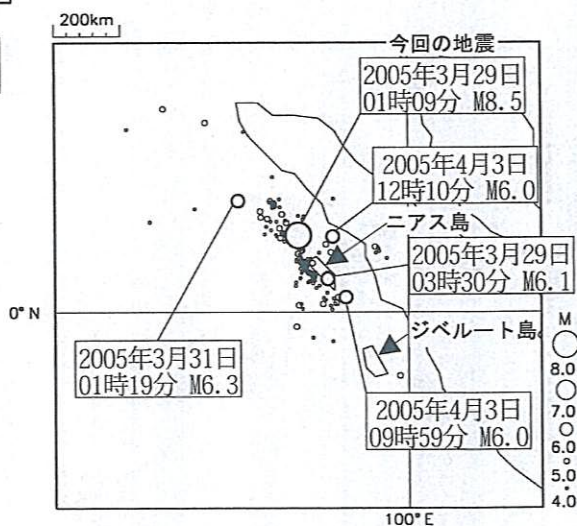 200km
今回の地震
2005年3月29日
01時09分 M8.5
2005年4月3日
12時10分 M6.0
ニアス島
2005年3月29日
03時30分 M6.1
0°N
ジベルート島
2005年3月31日
01時19分 M6.3
2005年4月3日
09時59分 M6.0
M
8.0
7.0
6.0
5.0
4.0
100°E